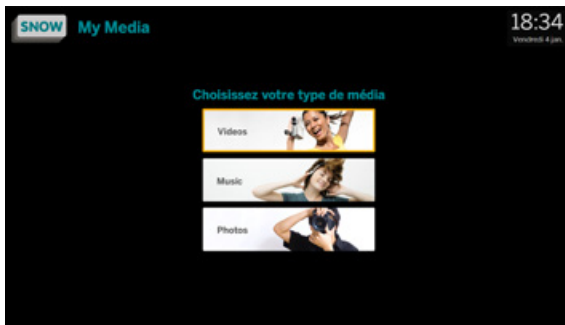 SNOW My Media
18:34
Vendredi 4 jan.
Choisissez votre type de média
Videos
Music
Photos